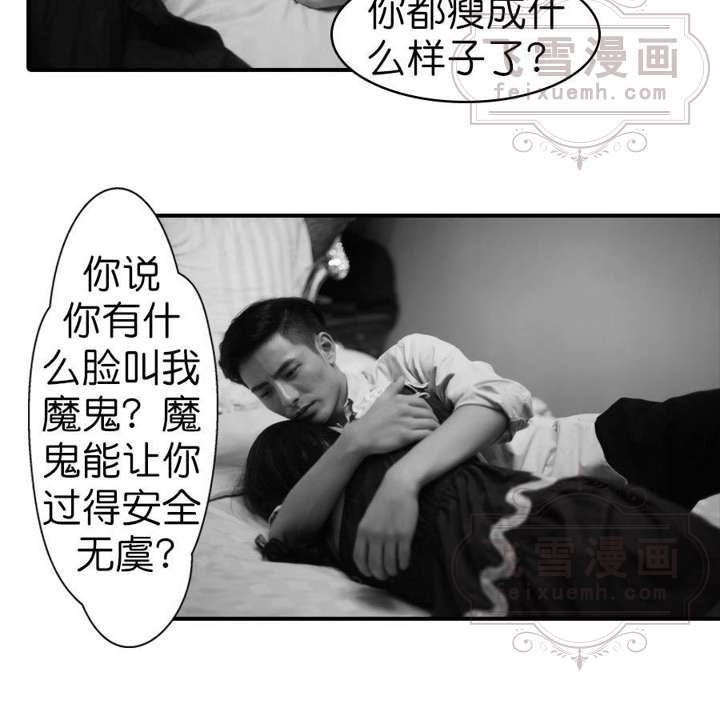 你都瘦成什
么样子了？
飞雪漫画
feixuemh.com
你说
你有什
么脸叫我
魔鬼？魔
鬼能让你
过得安全
无虞？
飞雪漫画
feixuemh.com